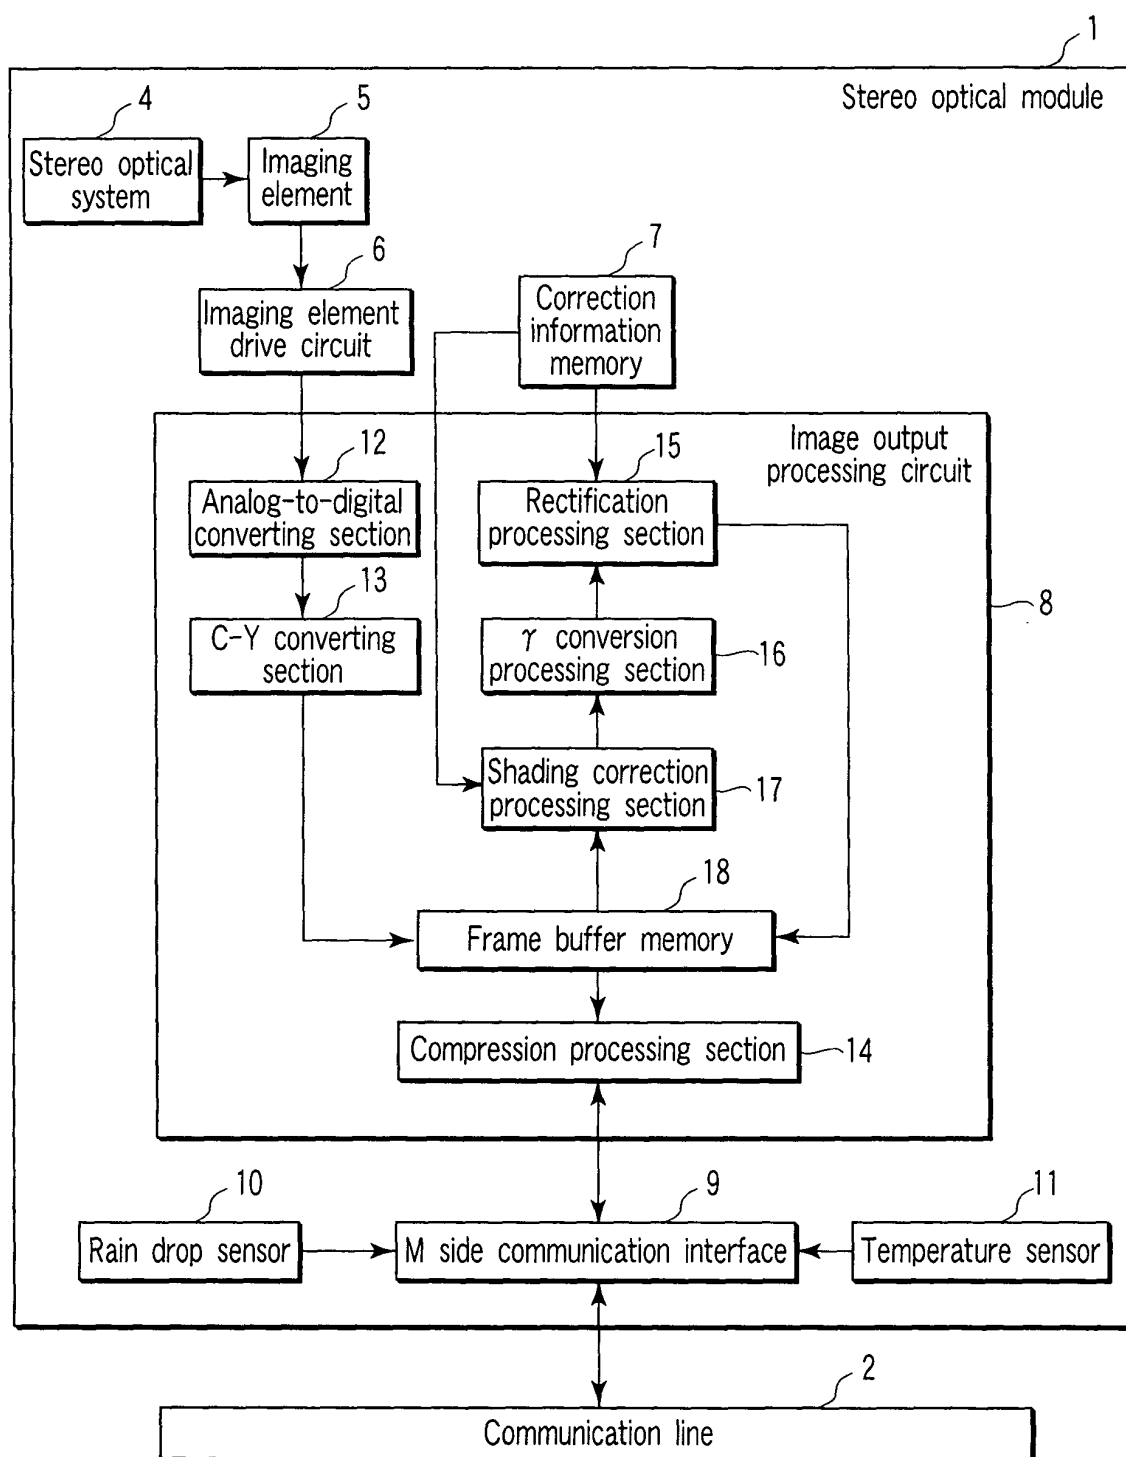 1
Stereo optical module
4
Stereo optical
system
5
Imaging
element
6
Imaging element
drive circuit
7
Correction
information
memory
Image output
processing circuit
8
12
Analog-to-digital
converting section
13
C-Y converting
section
15
Rectification
processing section
γ conversion
processing section
16
Shading correction
processing section
17
18
Frame buffer memory
Compression processing section
14
10
Rain drop sensor
9
M side communication interface
11
Temperature sensor
2
Communication line